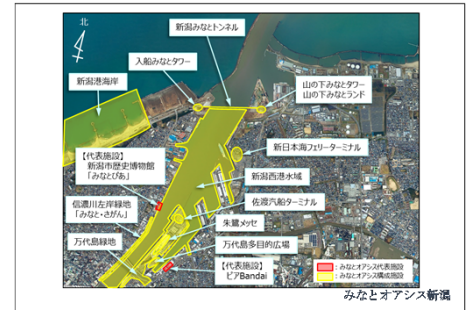 北
新潟みなとトンネル
入船みなとタワー
新潟港海岸
山の下みなとタワー
山の下みなとランド
新日本海フェリーターミナル
【代表施設】
新潟市歴史博物館
「みなとぴあ」
新潟西港水域
信濃川左岸緑地
「みなと・さがん」
佐渡汽船ターミナル
朱鷺メッセ
万代島緑地
万代島多目的広場
【代表施設】
ピアBandai
:みなとオアシス代表施設
:みなとオアシス構成施設
みなとオアシス新潟